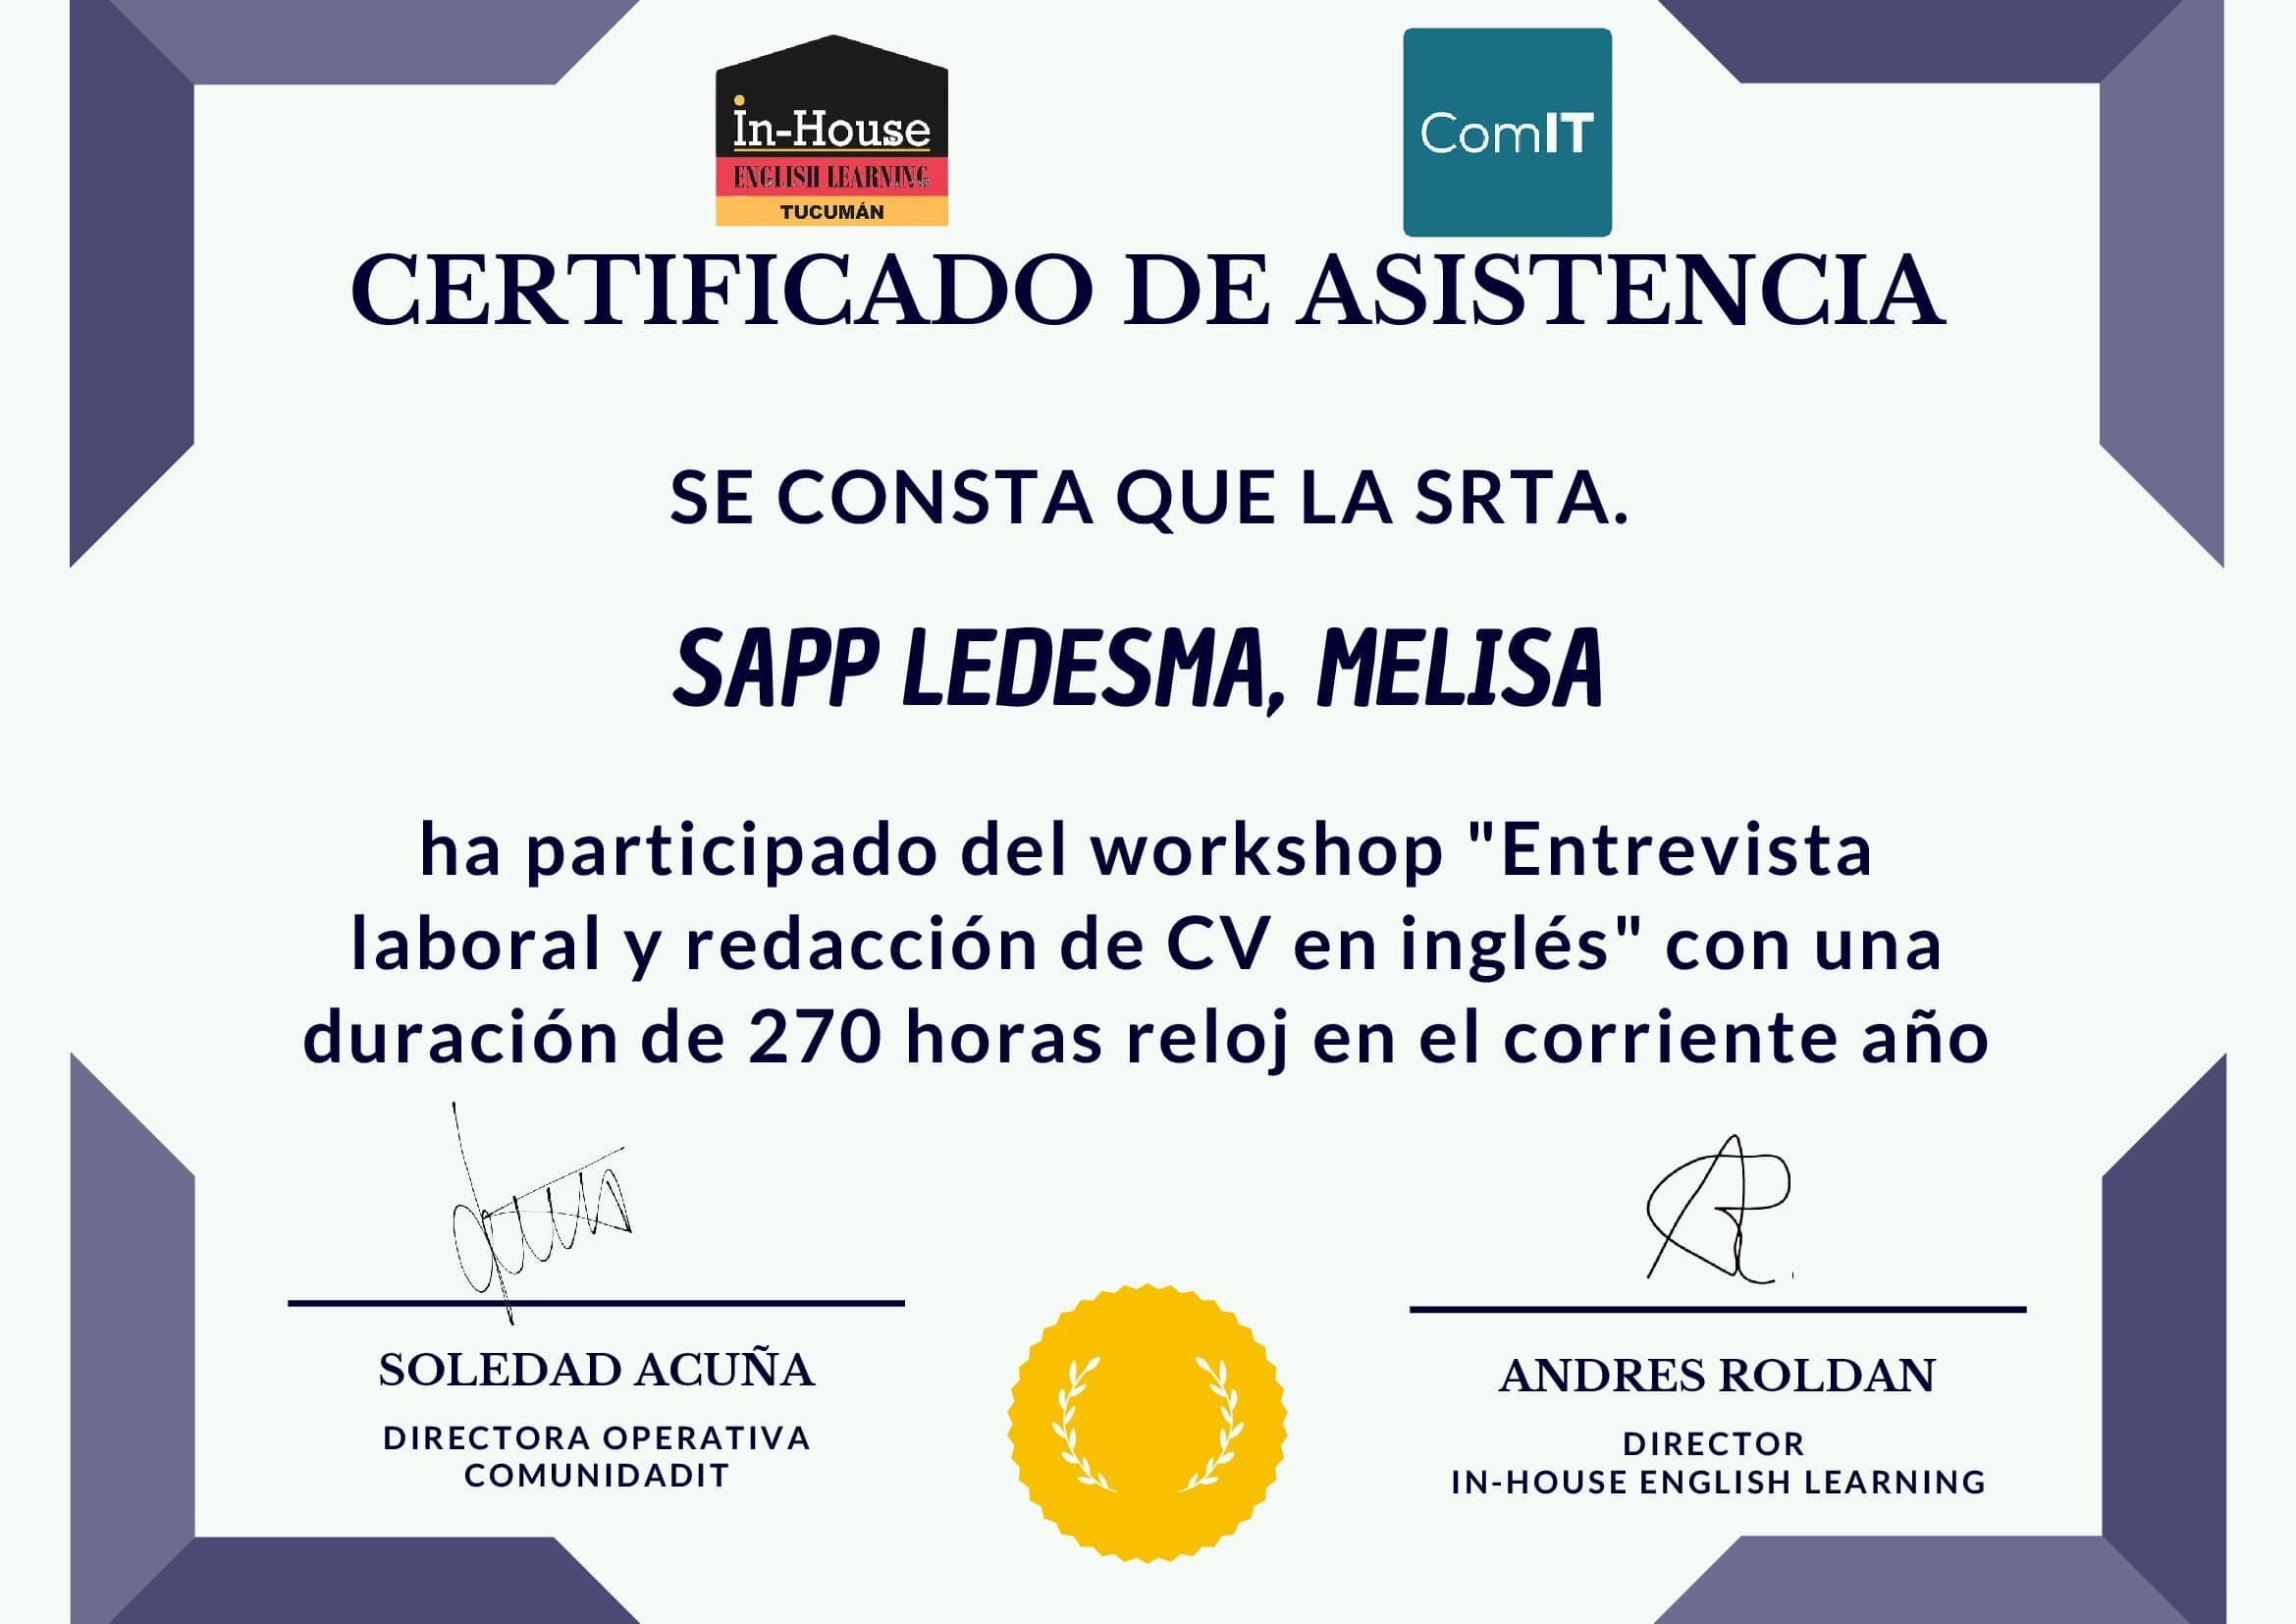 In-House
ENGLISH LEARNING
TUCUMÁN
ComIT
CERTIFICADO DE ASISTENCIA
SE CONSTA QUE LA SRTA.
SAPP LEDESMA, MELISA
ha participado del workshop "Entrevista
laboral y redacción de CV en inglés" con una
duración de 270 horas reloj en el corriente año
SOLEDAD ACUÑA
DIRECTORA OPERATIVA
COMUNIDADIT
ANDRES ROLDAN
DIRECTOR
IN-HOUSE ENGLISH LEARNING